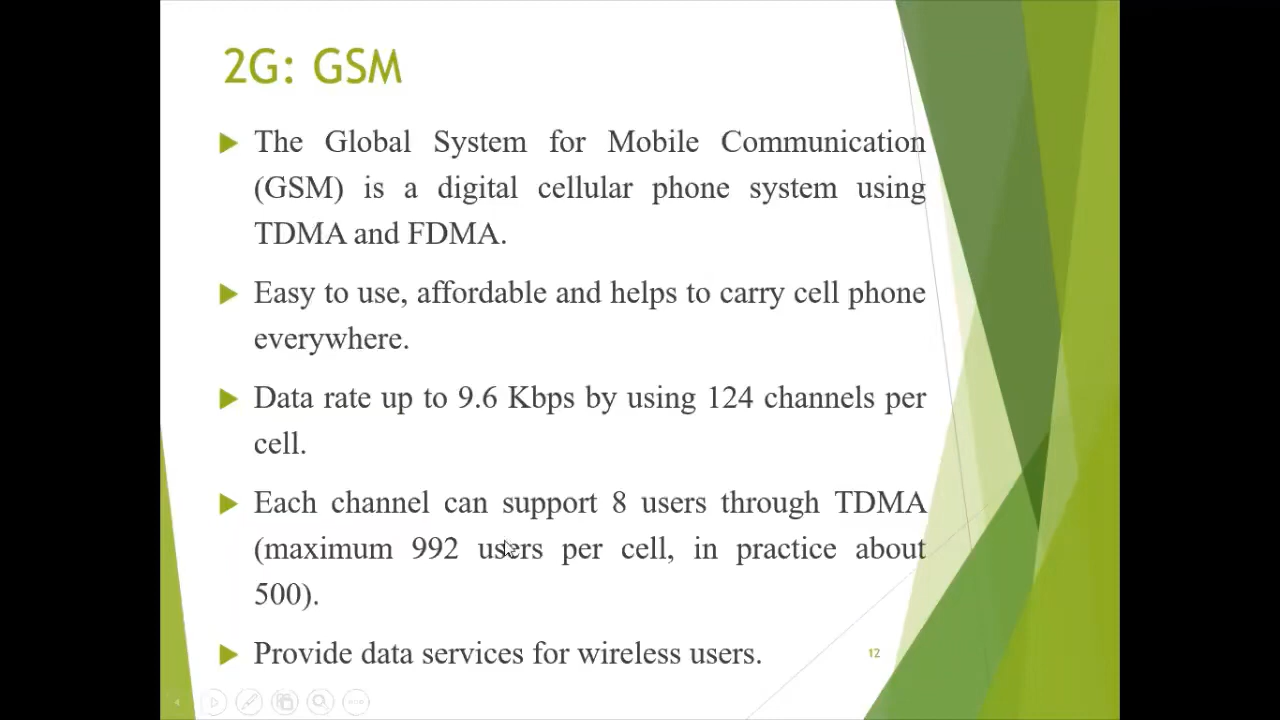 2G: GSM
The Global System for Mobile Communication
(GSM) is a digital cellular phone system using
TDMA and FDMA.
Easy to use, affordable and helps to carry cell phone
everywhere.
Data rate up to 9.6 Kbps by using 124 channels per
cell.
Each channel can support 8 users through TDMA
(maximum 992 users per cell, in practice about
500).
Provide data services for wireless users.
12